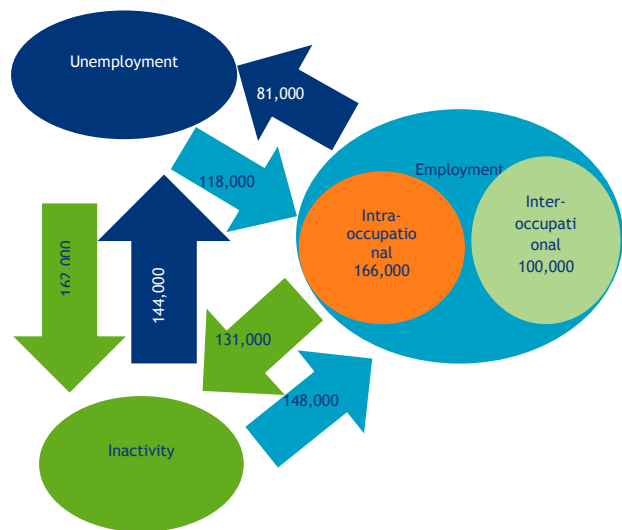 Unemployment
81,000
118,000
Employment
Intra-
occupatio
nal
166,000
Inter-
occupati
onal
100,000
162,000
144,000
131,000
148,000
Inactivity